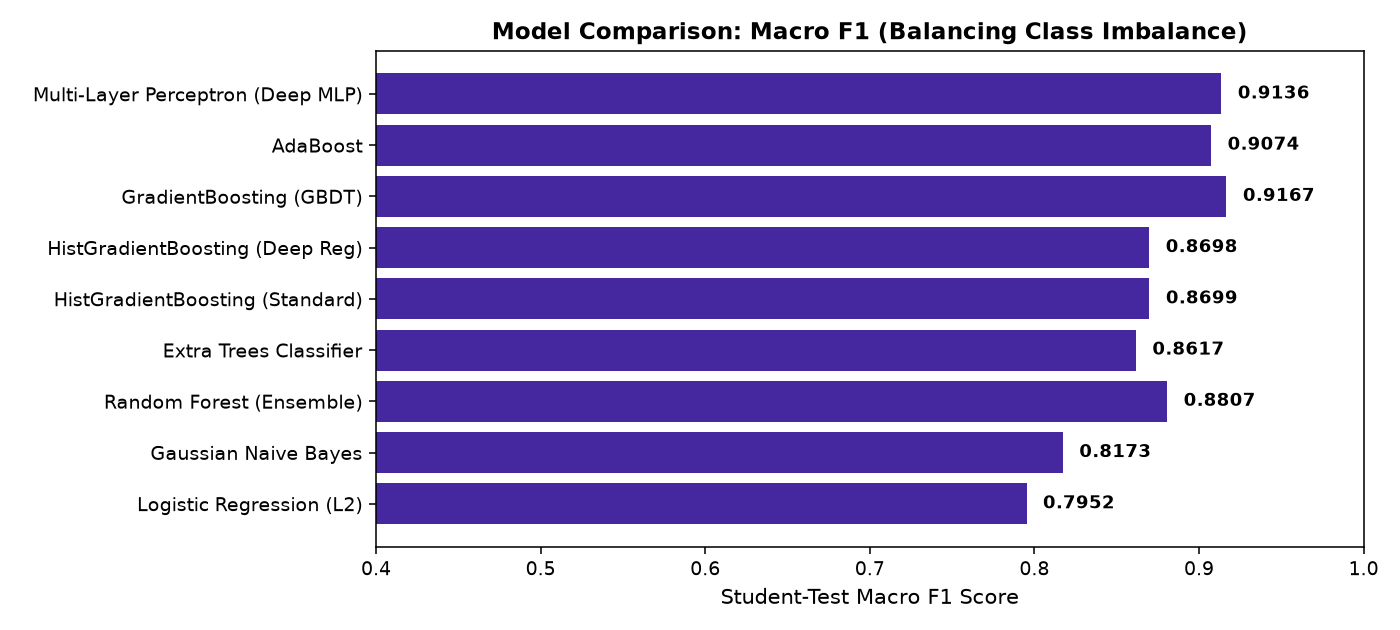 Model Comparison: Macro F1 (Balancing Class Imbalance)
Multi-Layer Perceptron (Deep MLP) 0.9136
AdaBoost 0.9074
GradientBoosting (GBDT) 0.9167
HistGradientBoosting (Deep Reg) 0.8698
HistGradientBoosting (Standard) 0.8699
Extra Trees Classifier 0.8617
Random Forest (Ensemble) 0.8807
Gaussian Naive Bayes 0.8173
Logistic Regression (L2) 0.7952
0.4 0.5 0.6 0.7 0.8 0.9 1.0
Student-Test Macro F1 Score